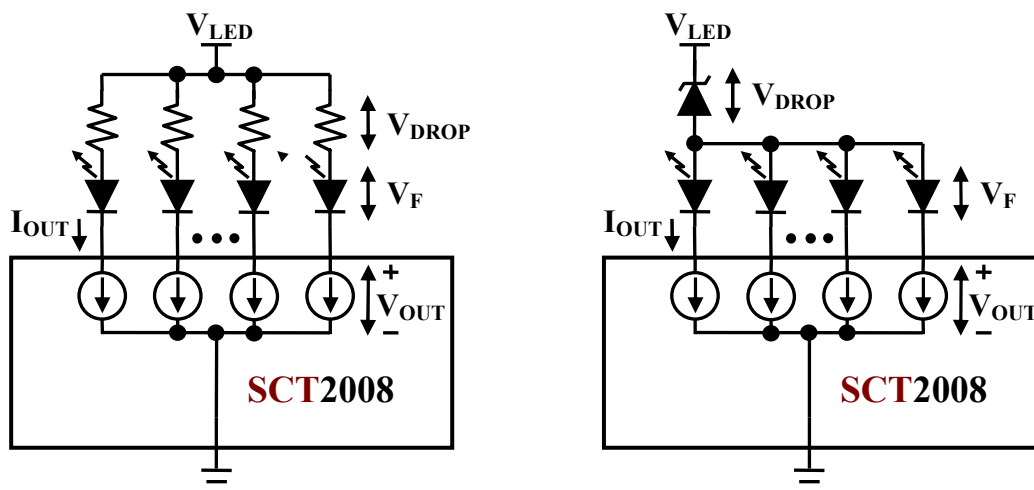 VLED
VDROP
VF
IOUT
+
VOUT
−
SCT2008
VLED
VDROP
VF
IOUT
+
VOUT
−
SCT2008